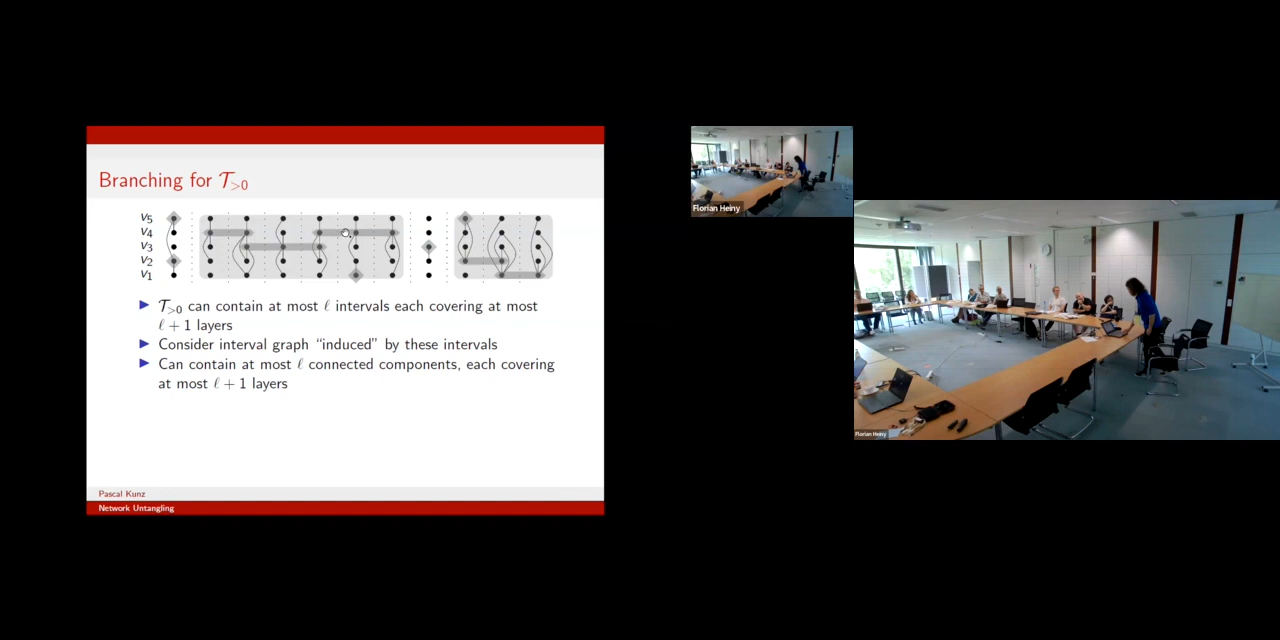 Branching for 𝒯>0
v5
v4
v3
v2
v1
𝒯>0 can contain at most ℓ intervals each covering at most
ℓ + 1 layers
Consider interval graph “induced” by these intervals
Can contain at most ℓ connected components, each covering
at most ℓ + 1 layers
Pascal Kunz
Network Untangling
Florian Heiny
Florian Heiny